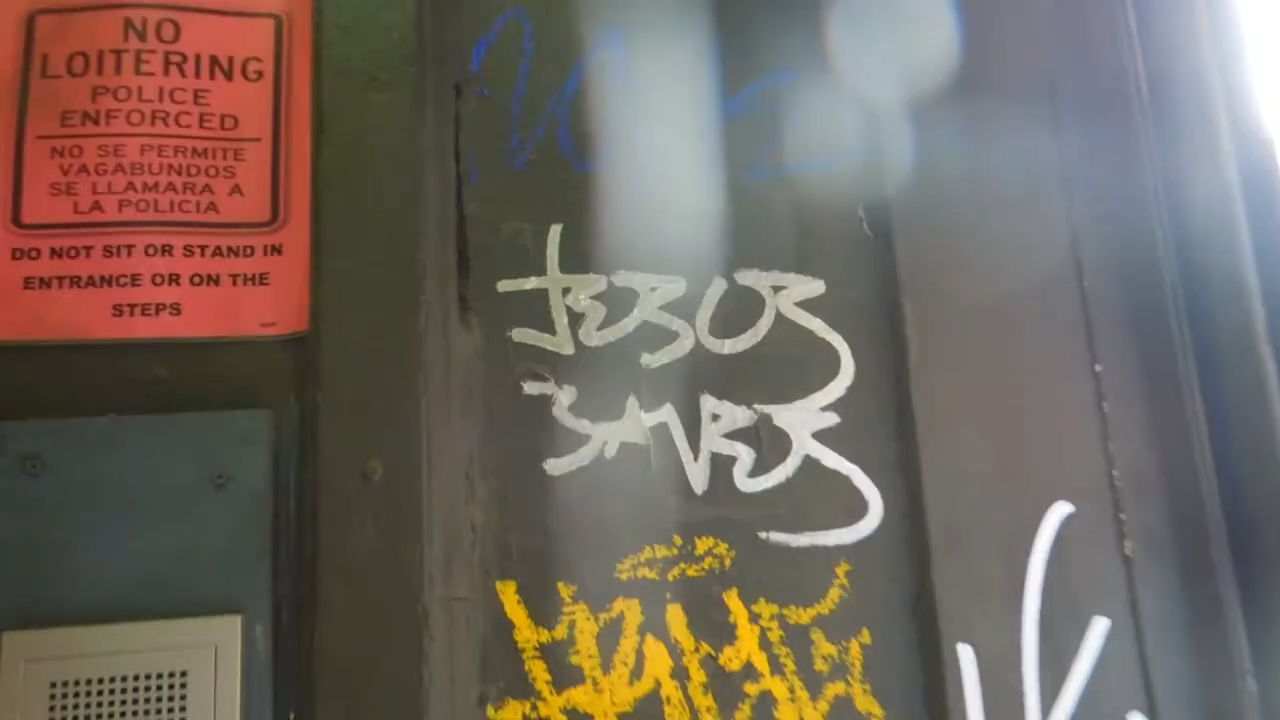 NO
LOITERING
POLICE
ENFORCED
NO SE PERMITE
VAGABUNDOS
SE LLAMARA A
LA POLICIA
DO NOT SIT OR STAND IN
ENTRANCE OR ON THE
STEPS
JESUS
SAVES